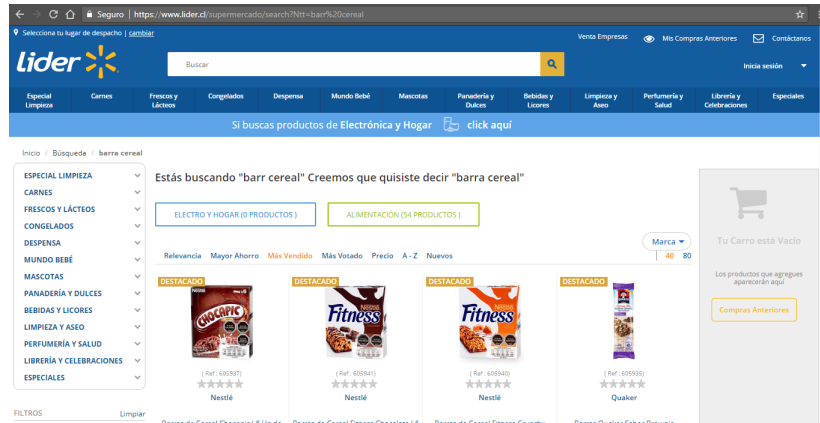 Seguro | https://www.lider.cl/supermercado/search?Ntt=barr%20cereal
Selecciona tu lugar de despacho | cambiar
Venta Empresas
Mis Compras Anteriores
Contáctanos
lider
Buscar
Inicia sesión
Especial Limpieza
Carnes
Frescos y Lácteos
Congelados
Despensa
Mundo Bebé
Mascotas
Panadería y Dulces
Bebidas y Licores
Limpieza y Aseo
Perfumería y Salud
Librería y Celebraciones
Especiales
Si buscas productos de Electrónica y Hogar click aquí
Inicio / Búsqueda / barra cereal
ESPECIAL LIMPIEZA
CARNES
FRESCOS Y LÁCTEOS
CONGELADOS
DESPENSA
MUNDO BEBÉ
MASCOTAS
PANADERÍA Y DULCES
BEBIDAS Y LICORES
LIMPIEZA Y ASEO
PERFUMERÍA Y SALUD
LIBRERÍA Y CELEBRACIONES
ESPECIALES
FILTROS
Limpiar
Estás buscando "barr cereal" Creemos que quisiste decir "barra cereal"
ELECTRO Y HOGAR (0 PRODUCTOS )
ALIMENTACIÓN (54 PRODUCTOS )
Marca
Relevancia Mayor Ahorro Más Vendido Más Votado Precio A - Z Nuevos
40 80
DESTACADO
CHOCAPIC
( Ref : 605937)
Nestlé
DESTACADO
Fitness
( Ref : 605941)
Nestlé
DESTACADO
Fitness
( Ref : 605940)
Nestlé
DESTACADO
( Ref : 605935)
Quaker
Tu Carro está Vacío
Los productos que agregues
aparecerán aquí
Compras Anteriores